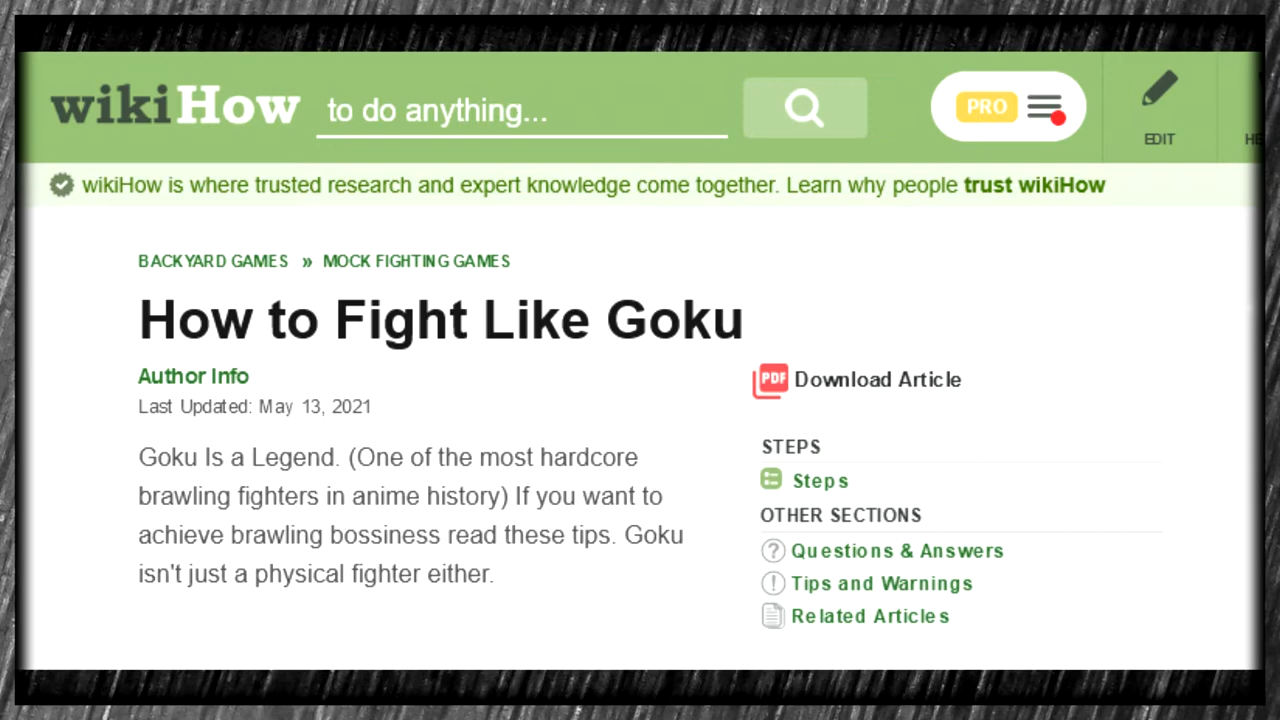 wikiHow to do anything... PRO
EDIT
wikiHow is where trusted research and expert knowledge come together. Learn why people trust wikiHow
BACKYARD GAMES » MOCK FIGHTING GAMES
How to Fight Like Goku
Author Info
Last Updated: May 13, 2021
Goku Is a Legend. (One of the most hardcore
brawling fighters in anime history) If you want to
achieve brawling bossiness read these tips. Goku
isn't just a physical fighter either.
PDF Download Article
STEPS
Steps
OTHER SECTIONS
Questions & Answers
Tips and Warnings
Related Articles